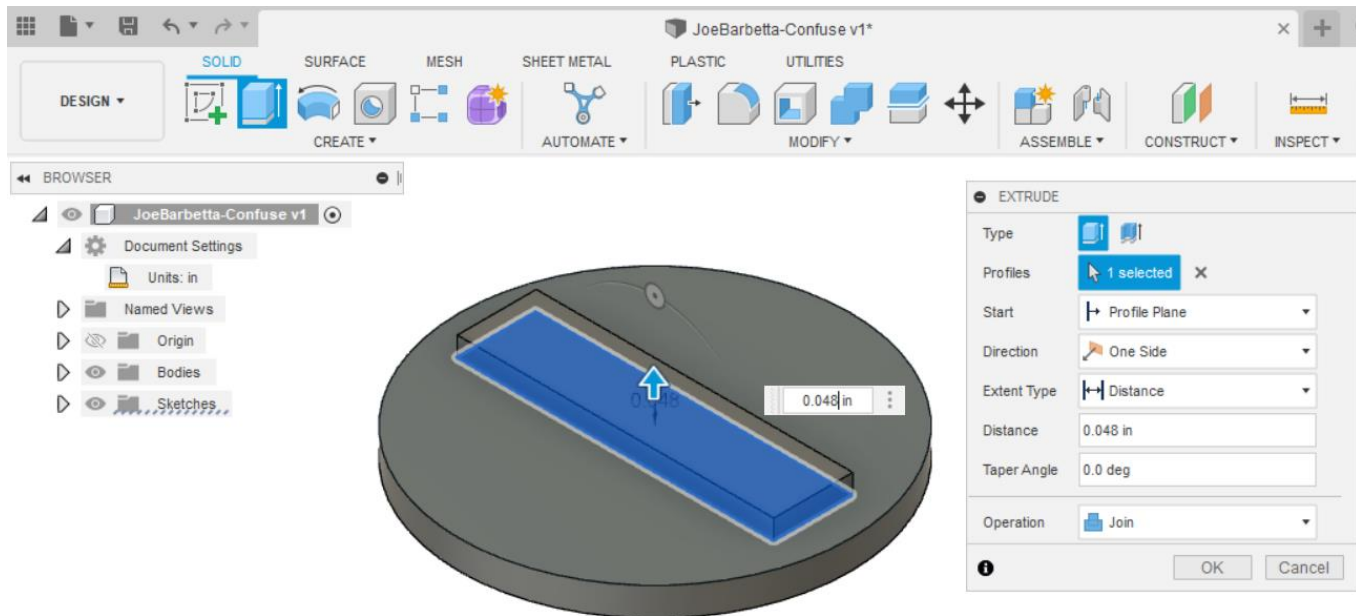 JoeBarbetta-Confuse v1*
SOLID SURFACE MESH SHEET METAL PLASTIC UTILITIES
DESIGN
CREATE AUTOMATE MODIFY ASSEMBLE CONSTRUCT INSPECT
BROWSER
JoeBarbetta-Confuse v1
Document Settings
Units: in
Named Views
Origin
Bodies
Sketches
0.048
0.048 in
EXTRUDE
Type
Profiles 1 selected
Start Profile Plane
Direction One Side
Extent Type Distance
Distance 0.048 in
Taper Angle 0.0 deg
Operation Join
OK Cancel